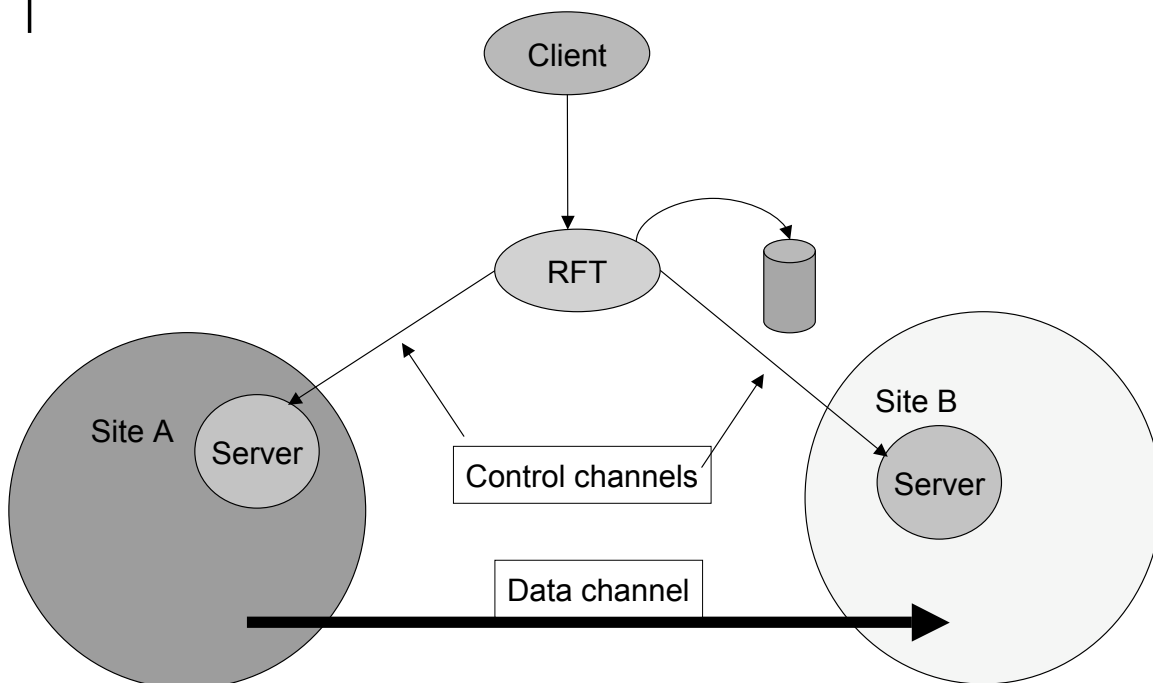 Client
RFT
Site A
Server
Site B
Server
Control channels
Data channel